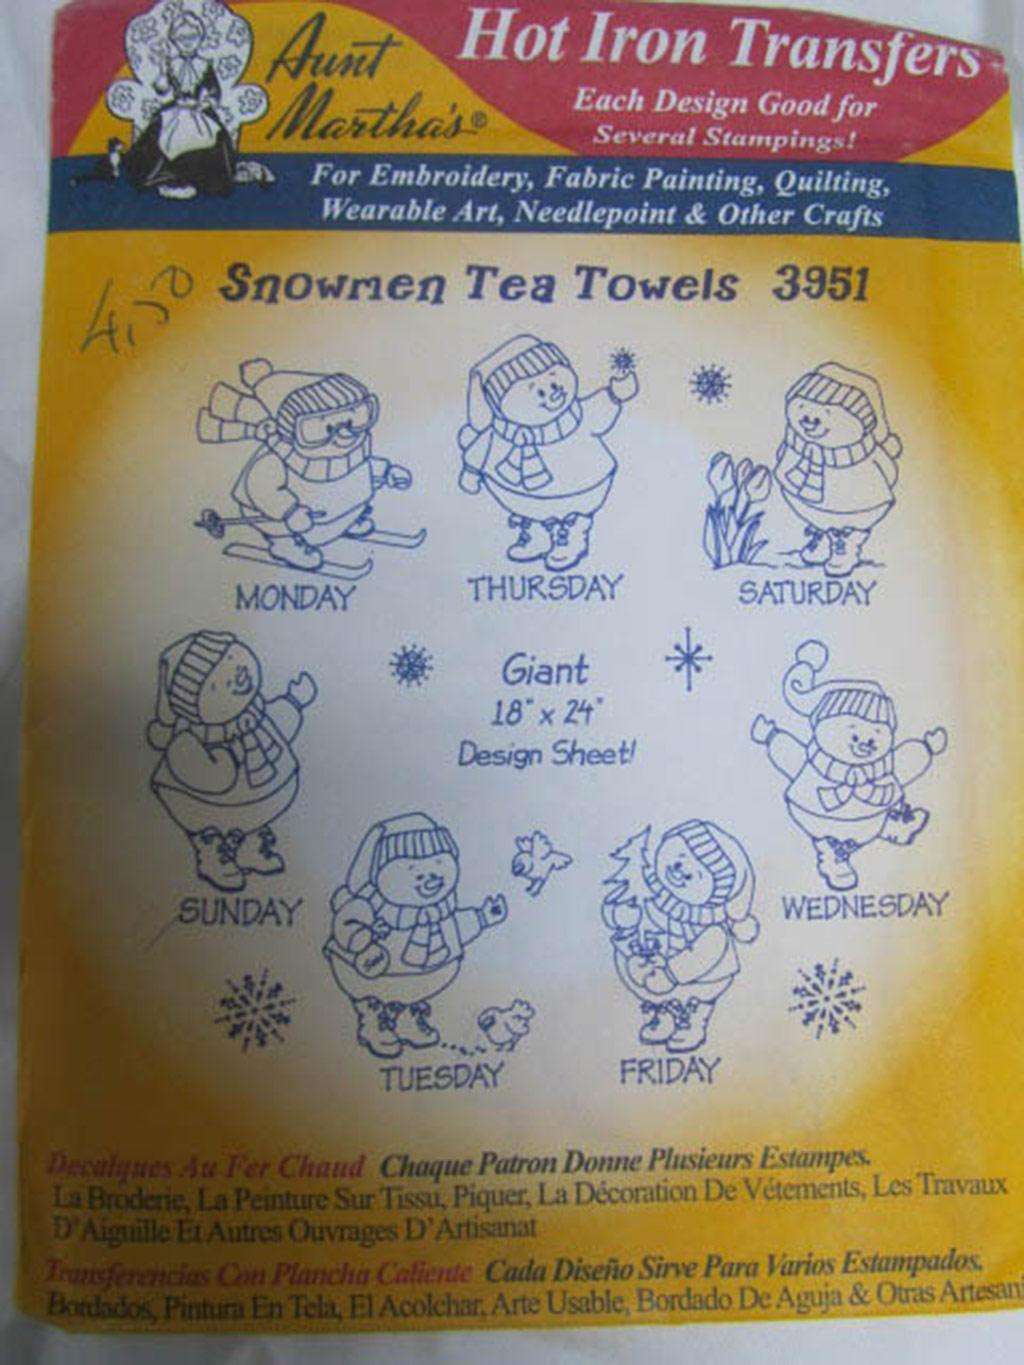 Aunt
Martha's®
Hot Iron Transfers
Each Design Good for
Several Stampings!
For Embroidery, Fabric Painting, Quilting,
Wearable Art, Needlepoint & Other Crafts
4.50
Snowmen Tea Towels 3951
MONDAY
THURSDAY
SATURDAY
Giant
18" x 24"
Design Sheet!
SUNDAY
WEDNESDAY
TUESDAY
FRIDAY
Decalques Au Fer Chaud Chaque Patron Donne Plusieurs Estampes.
La Broderie, La Peinture Sur Tissu, Piquer, La Décoration De Vétements, Les Travaux
D'Aiguille Et Autres Ouvrages D'Artisanat
Transferencias Con Plancha Caliente Cada Diseño Sirve Para Varios Estampados.
Bordados, Pintura En Tela, El Acolchar, Arte Usable, Bordado De Aguja & Otras Artesani